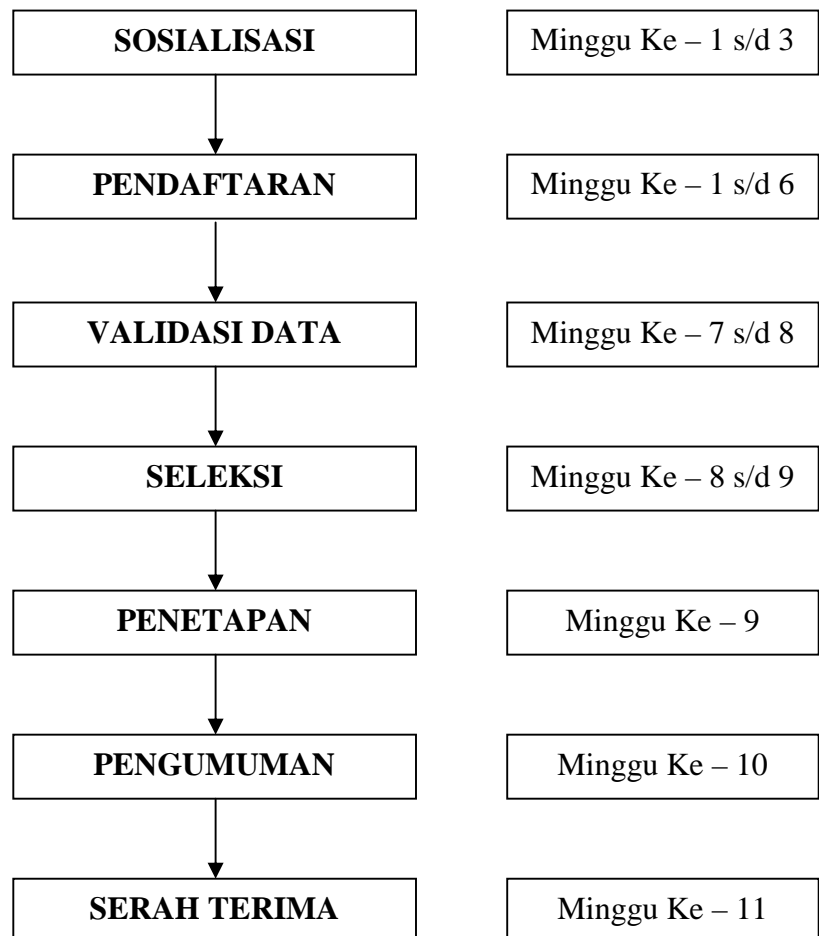 SOSIALISASI
Minggu Ke – 1 s/d 3
PENDAFTARAN
Minggu Ke – 1 s/d 6
VALIDASI DATA
Minggu Ke – 7 s/d 8
SELEKSI
Minggu Ke – 8 s/d 9
PENETAPAN
Minggu Ke – 9
PENGUMUMAN
Minggu Ke – 10
SERAH TERIMA
Minggu Ke – 11